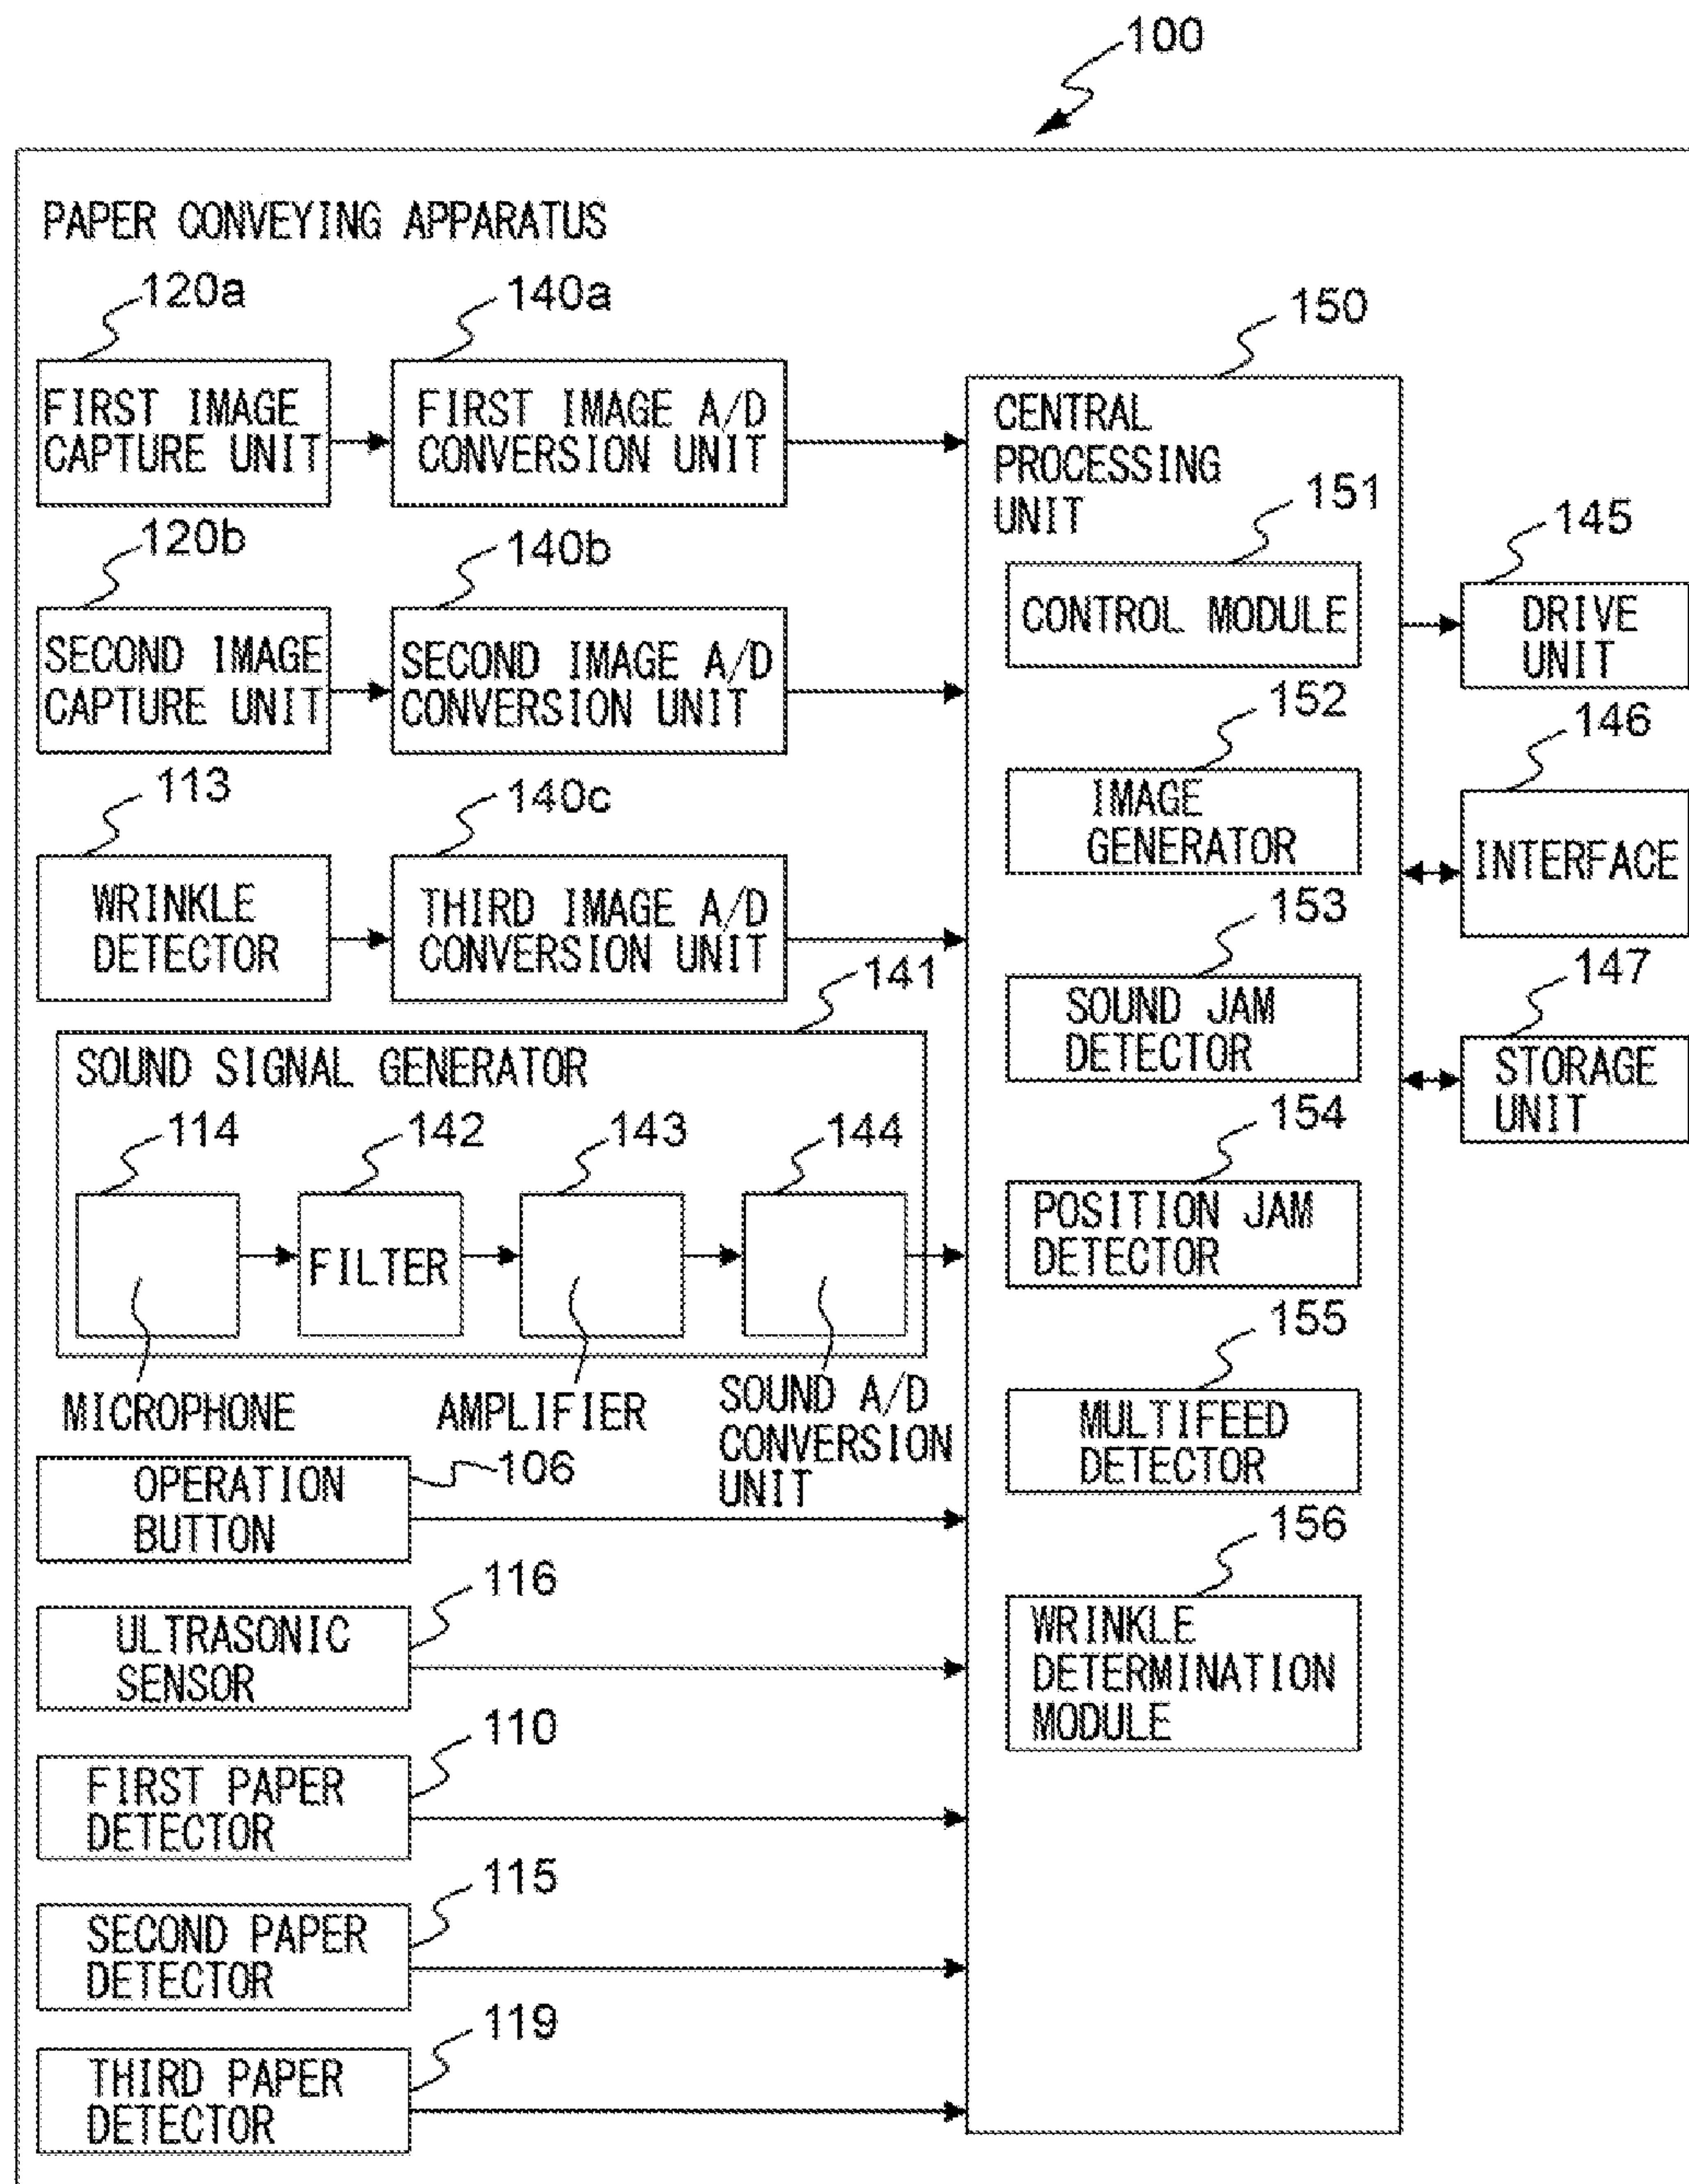 100
PAPER CONVEYING APPARATUS
120a
140a
FIRST IMAGE
CAPTURE UNIT
FIRST IMAGE A/D
CONVERSION UNIT
120b
140b
SECOND IMAGE
CAPTURE UNIT
SECOND IMAGE A/D
CONVERSION UNIT
113
140c
WRINKLE
DETECTOR
THIRD IMAGE A/D
CONVERSION UNIT
141
SOUND SIGNAL GENERATOR
114
142
143
144
FILTER
MICROPHONE
AMPLIFIER
SOUND A/D
CONVERSION
UNIT
106
OPERATION
BUTTON
116
ULTRASONIC
SENSOR
110
FIRST PAPER
DETECTOR
115
SECOND PAPER
DETECTOR
119
THIRD PAPER
DETECTOR
150
CENTRAL
PROCESSING
UNIT
151
CONTROL MODULE
152
IMAGE
GENERATOR
153
SOUND JAM
DETECTOR
154
POSITION JAM
DETECTOR
155
MULTIFEED
DETECTOR
156
WRINKLE
DETERMINATION
MODULE
145
DRIVE
UNIT
146
INTERFACE
147
STORAGE
UNIT